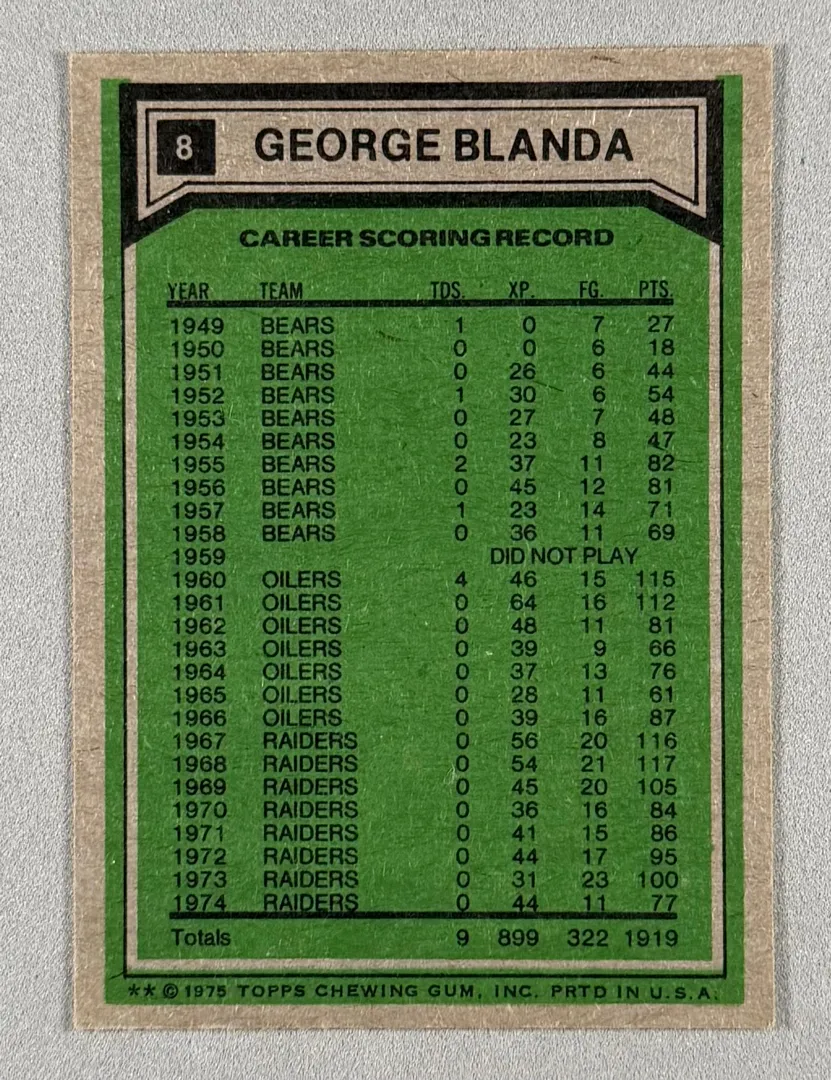 8 GEORGE BLANDA
CAREER SCORING RECORD
YEAR TEAM TDS. XP. FG. PTS.
1949 BEARS 1 0 7 27
1950 BEARS 0 0 6 18
1951 BEARS 0 26 6 44
1952 BEARS 1 30 6 54
1953 BEARS 0 27 7 48
1954 BEARS 0 23 8 47
1955 BEARS 2 37 11 82
1956 BEARS 0 45 12 81
1957 BEARS 1 23 14 71
1958 BEARS 0 36 11 69
1959 DID NOT PLAY
1960 OILERS 4 46 15 115
1961 OILERS 0 64 16 112
1962 OILERS 0 48 11 81
1963 OILERS 0 39 9 66
1964 OILERS 0 37 13 76
1965 OILERS 0 28 11 61
1966 OILERS 0 39 16 87
1967 RAIDERS 0 56 20 116
1968 RAIDERS 0 54 21 117
1969 RAIDERS 0 45 20 105
1970 RAIDERS 0 36 16 84
1971 RAIDERS 0 41 15 86
1972 RAIDERS 0 44 17 95
1973 RAIDERS 0 31 23 100
1974 RAIDERS 0 44 11 77
Totals 9 899 322 1919
** © 1975 TOPPS CHEWING GUM, INC. PRTD IN U.S.A.